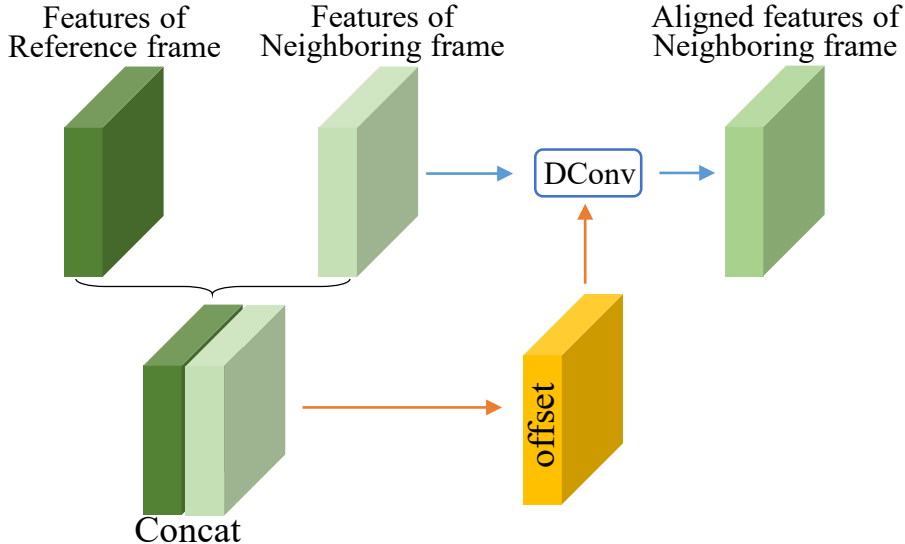 Features of
Reference frame
Features of
Neighboring frame
Aligned features of
Neighboring frame
DConv
offset
Concat